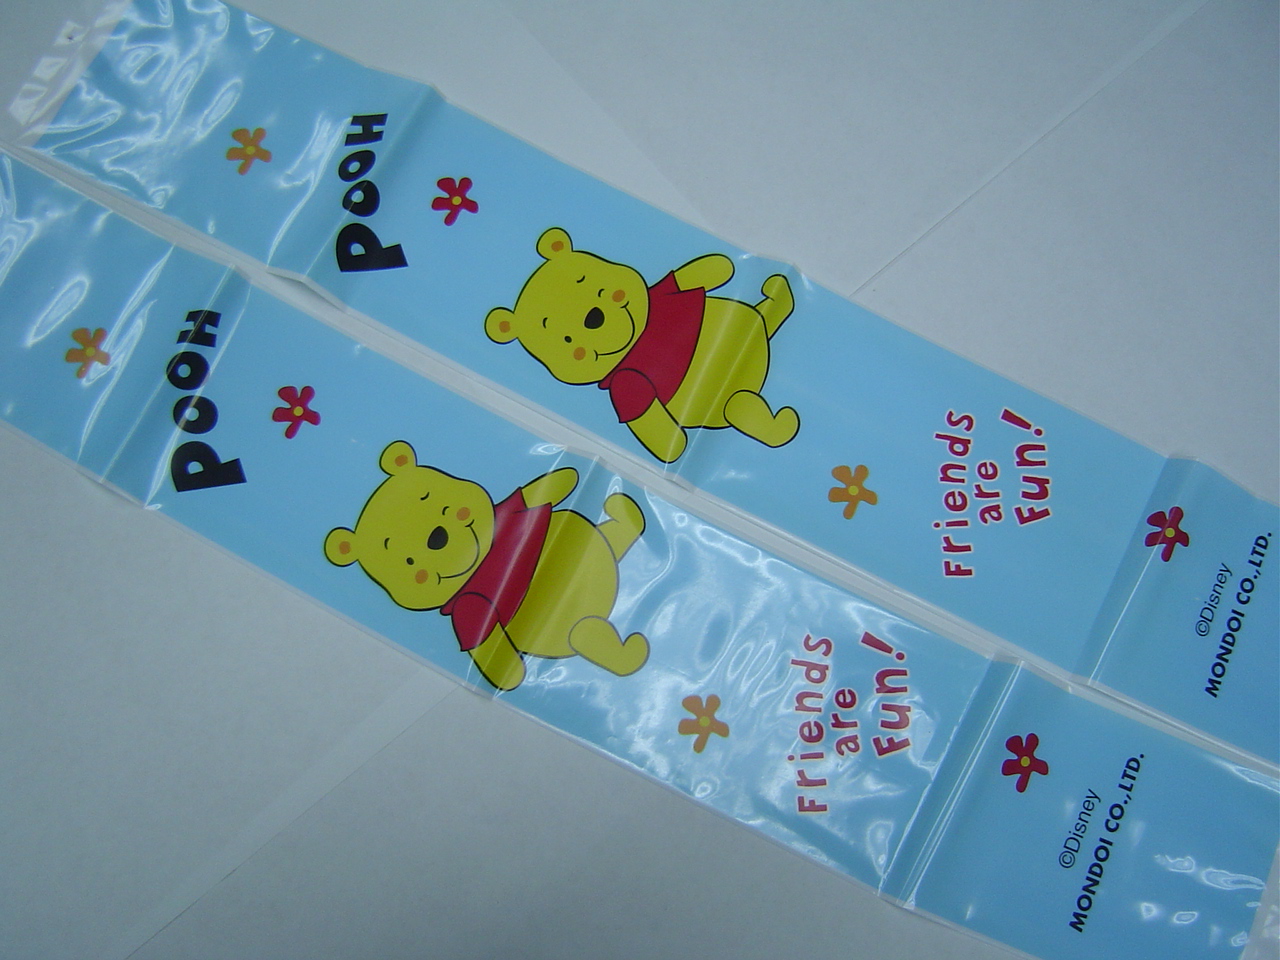 POOH
Friends
are
Fun!
©Disney
MONDOI CO.,LTD.
POOH
Friends
are
Fun!
©Disney
MONDOI CO.,LTD.